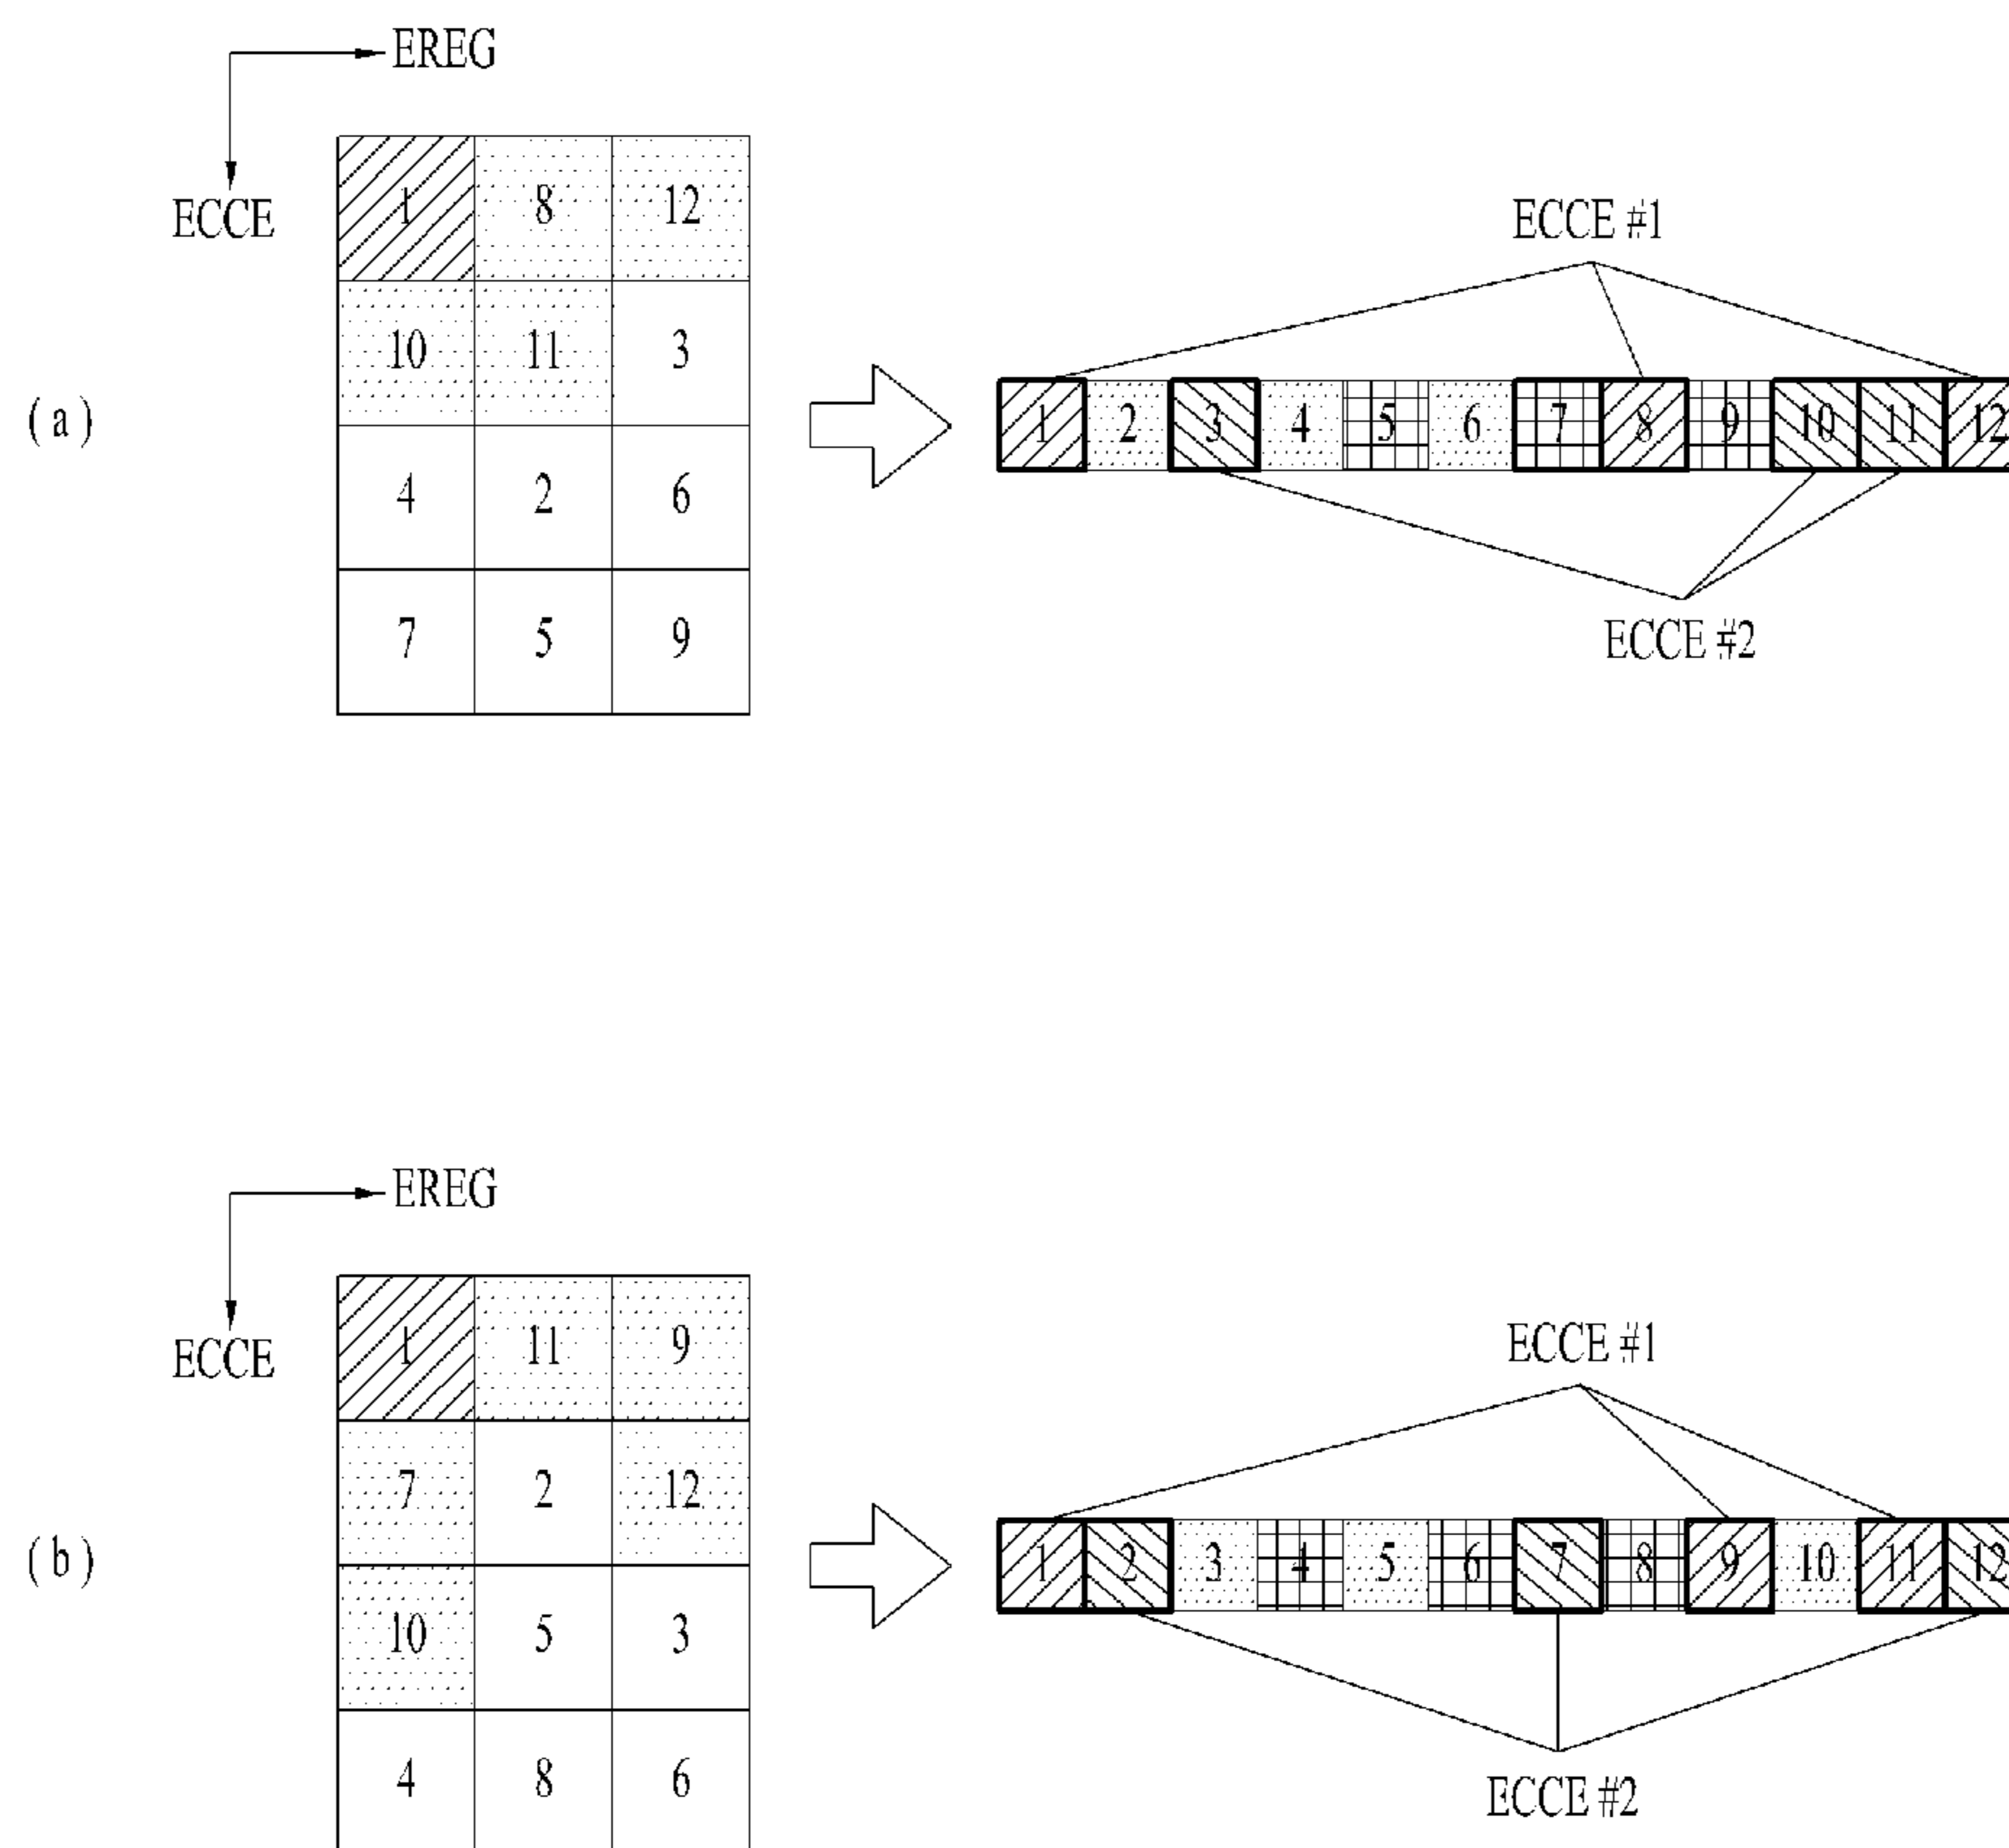 EREG
ECCE
(a)
1 8 12
10 11 3
4 2 6
7 5 9
ECCE #1
1 2 3 4 5 6 7 8 9 10 11 12
ECCE #2
EREG
ECCE
(b)
1 11 9
7 2 12
10 5 3
4 8 6
ECCE #1
1 2 3 4 5 6 7 8 9 10 11 12
ECCE #2